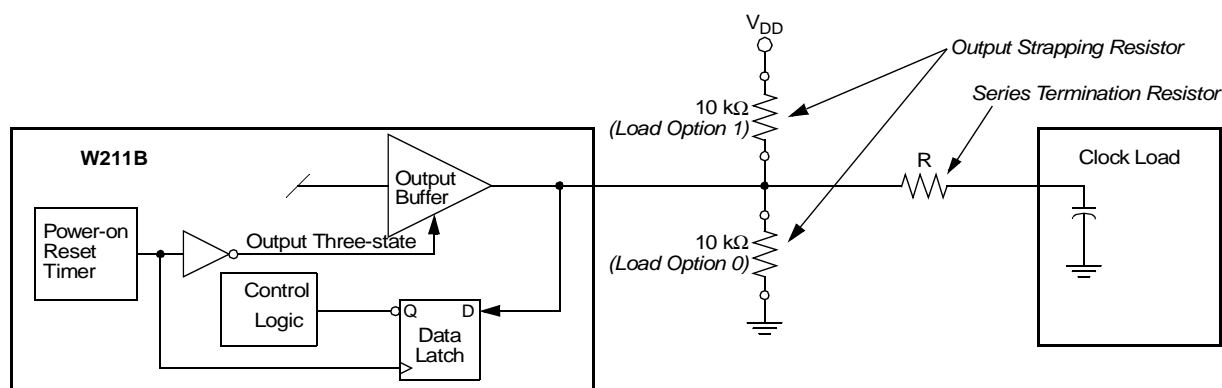 V_DD
Output Strapping Resistor
Series Termination Resistor
10 kΩ
(Load Option 1)
W211B
Output
Buffer
R
Clock Load
Power-on
Reset
Timer
Output Three-state
10 kΩ
(Load Option 0)
Control
Logic
Q
D
Data
Latch